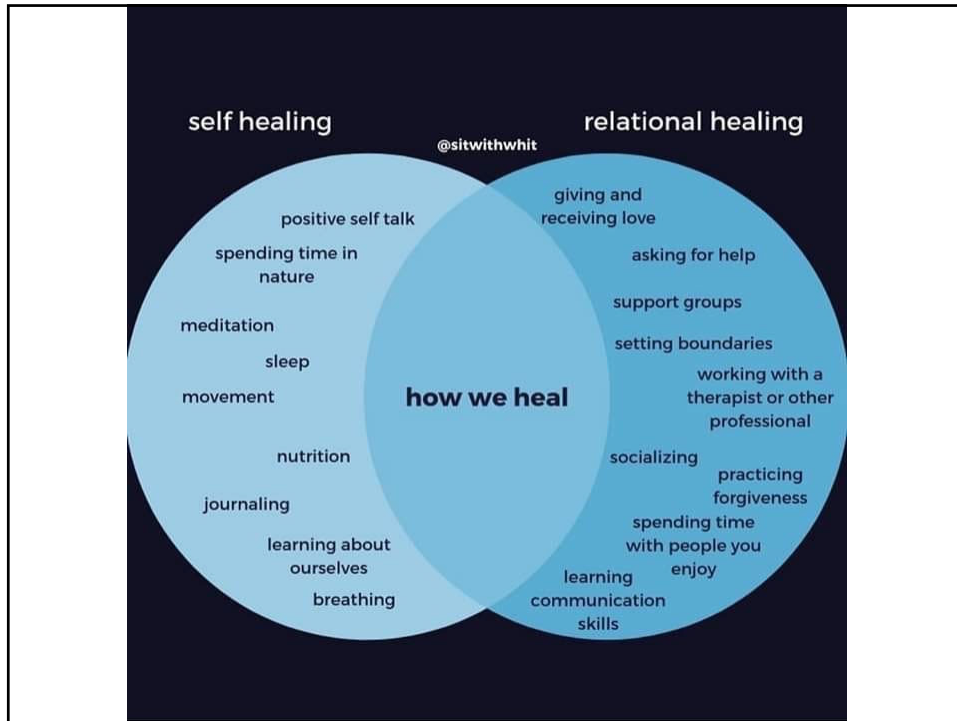 self healing
relational healing
@sitwithwhit
positive self talk
spending time in
nature
meditation
sleep
movement
nutrition
journaling
learning about
ourselves
breathing
how we heal
giving and
receiving love
asking for help
support groups
setting boundaries
working with a
therapist or other
professional
socializing
practicing
forgiveness
spending time
with people you
enjoy
learning
communication
skills